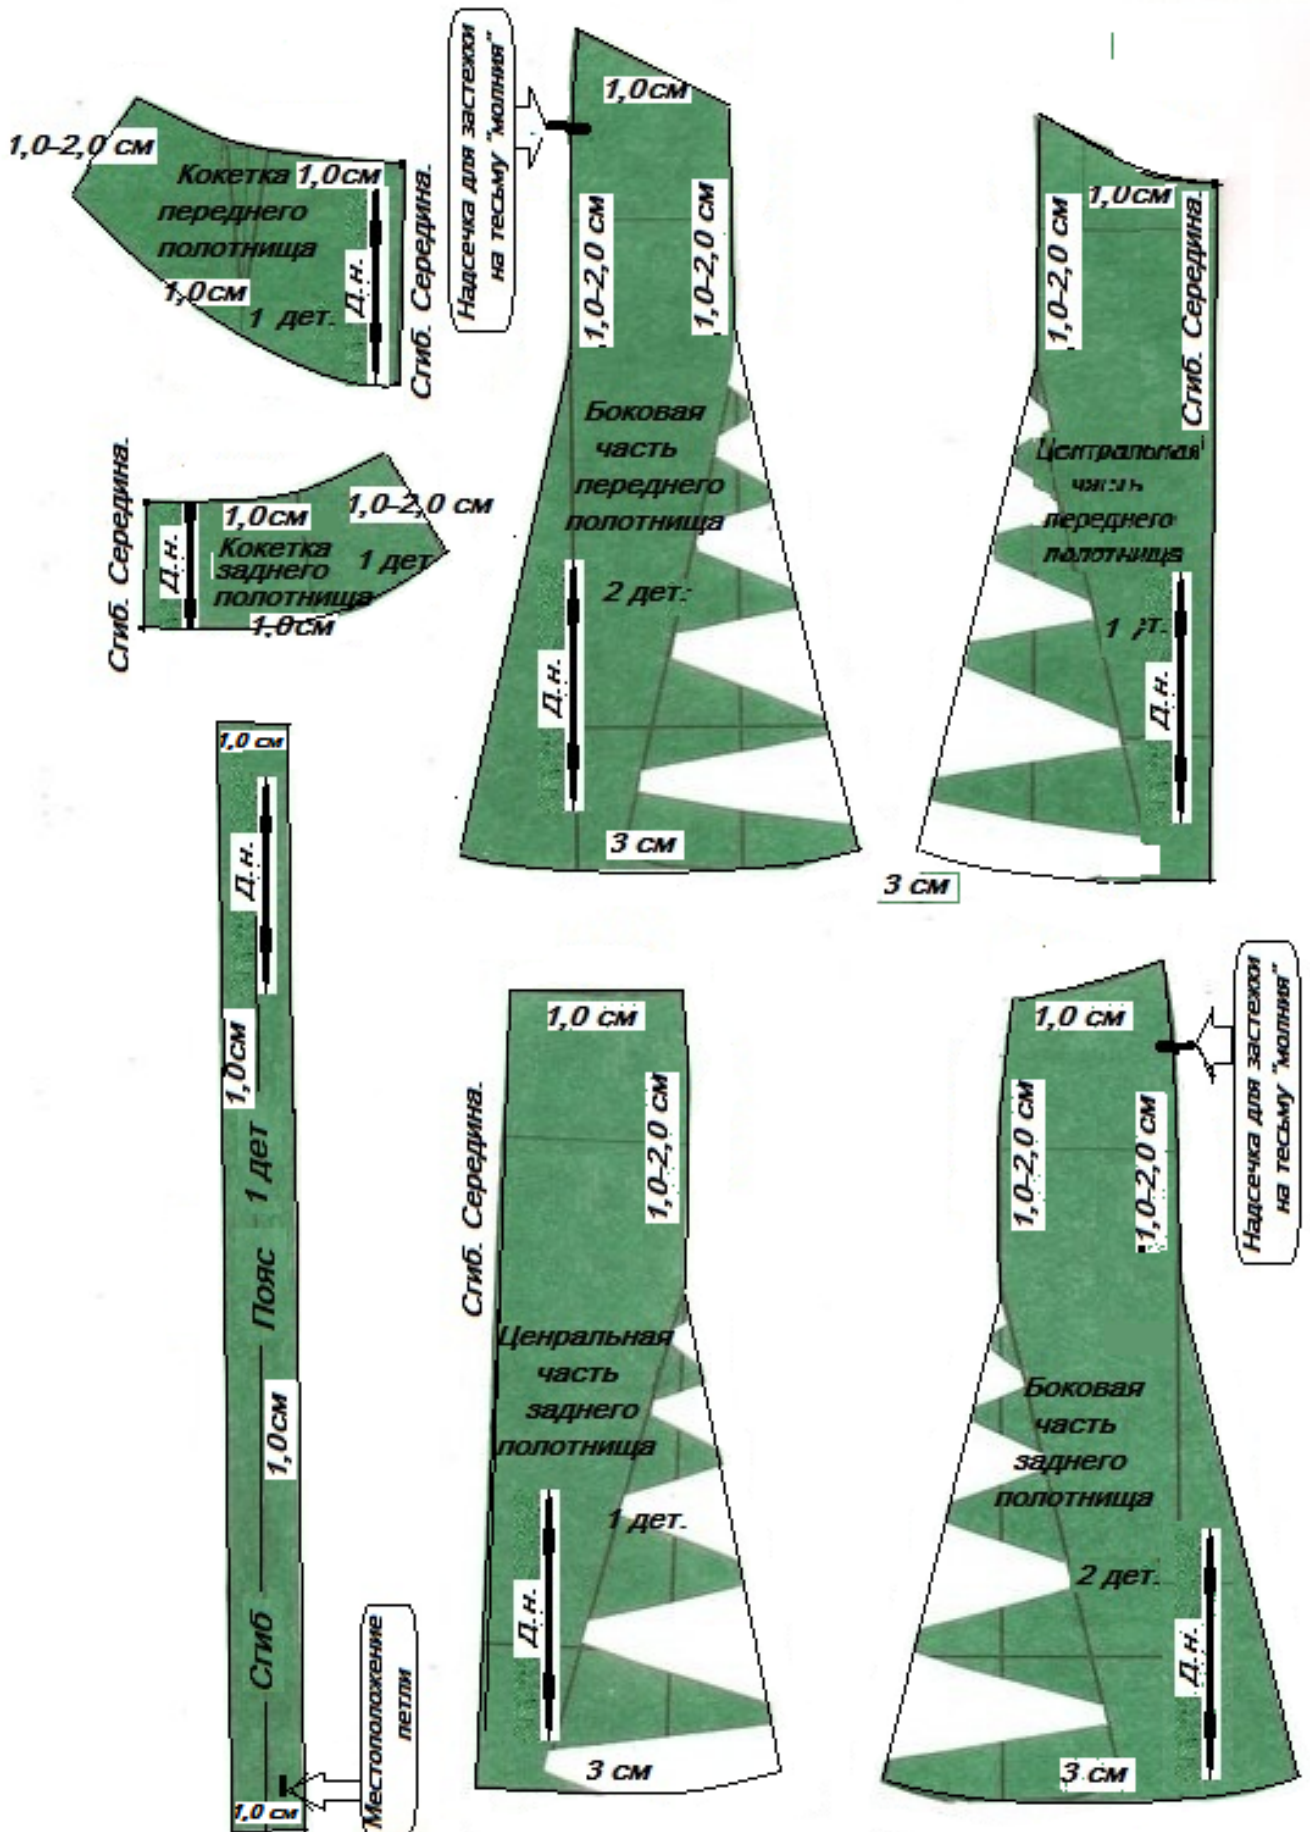 1,0-2,0 см
Кокетка
переднего
полотнища
1,0см
1,0см
1 дет.
Д.н.
Сгиб. Середина.
Надсечка для застежки
на тесьму "молния"
1,0см
1,0-2,0 см
1,0-2,0 см
Боковая
часть
переднего
полотнища
2 дет.
Д.н.
3 см
1,0см
1,0-2,0 см
Сгиб. Середина.
Центральная
часть
переднего
полотнища
Д.н.
3 см
Сгиб. Середина.
Д.н.
1,0см
1,0-2,0 см
Кокетка
заднего
полотнища
1 дет
1,0см
1,0 см
Д.н.
1,0см
1 дет
Пояс
1,0см
Сгиб
1,0 см
Местоположение
петли
Сгиб. Середина.
1,0 см
1,0-2,0 см
Ценральная
часть
заднего
полотнища
1 дет.
Д.н.
3 см
1,0 см
1,0-2,0 см
1,0-2,0 см
Надсечка для застежки
на тесьму "молния"
Боковая
часть
заднего
полотнища
2 дет.
Д.н.
3 см